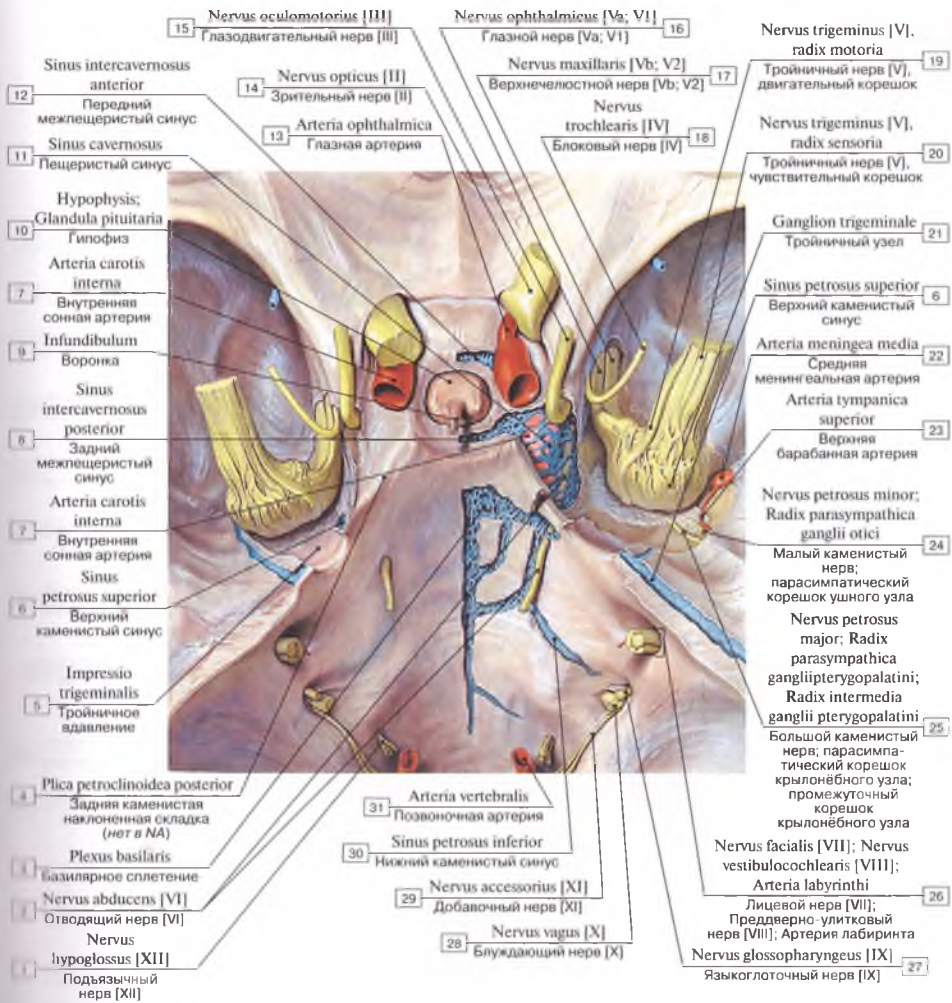 15
Nervus oculomotorius [III]
Глазодвигательный нерв [III]
14
Nervus opticus [II]
Зрительный нерв [II]
13
Arteria ophthalmica
Глазная артерия
Sinus intercavernosus
anterior
12
Передний
межпещеристый синус
11
Sinus cavernosus
Пещеристый синус
Hypophysis;
Glandula pituitaria
10
Гипофиз
Arteria carotis
interna
7
Внутренняя
сонная артерия
9
Infundibulum
Воронка
Sinus
intercavernosus
posterior
8
Задний
межпещеристый
синус
Arteria carotis
interna
7
Внутренняя
сонная артерия
Sinus
petrosus superior
6
Верхний
каменистый синус
Impressio
trigeminalis
5
Тройничное
вдавление
4
Plica petroclinoidea posterior
Задняя каменистая
наклоненная складка
(нет в NA)
Plexus basilaris
Базилярное сплетение
Nervus abducens [VI]
Отводящий нерв [VI]
Nervus
hypoglossus [XII]
Подъязычный
нерв [XII]
Nervus ophthalmicus [Va; V1]
16
Глазной нерв [Va; V1]
Nervus maxillaris [Vb; V2]
17
Верхнечелюстной нерв [Vb; V2]
Nervus
trochlearis [IV]
18
Блоковый нерв [IV]
Nervus trigeminus [V],
radix motoria
19
Тройничный нерв [V],
двигательный корешок
Nervus trigeminus [V],
radix sensoria
20
Тройничный нерв [V],
чувствительный корешок
Ganglion trigeminale
21
Тройничный узел
Sinus petrosus superior
6
Верхний каменистый
синус
Arteria meningea media
22
Средняя
менингеальная артерия
Arteria tympanica
superior
23
Верхняя
барабанная артерия
Nervus petrosus minor;
Radix parasympathica
ganglii otici
24
Малый каменистый
нерв;
парасимпатический
корешок ушного узла
Nervus petrosus
major; Radix
parasympathica
gangliipterygopalatini;
Radix intermedia
ganglii pterygopalatini
25
Большой каменистый
нерв; парасимпа-
тический корешок
крылонёбного узла;
промежуточный
корешок
крылонёбного узла
Nervus facialis [VII]; Nervus
vestibulocochlearis [VIII];
Arteria labyrinthi
26
Лицевой нерв [VII];
Преддверно-улитковый
нерв [VIII]; Артерия лабиринта
Nervus glossopharyngeus [IX]
27
Языкоглоточный нерв [IX]
31
Arteria vertebralis
Позвоночная артерия
30
Sinus petrosus inferior
Нижний каменистый синус
29
Nervus accessorius [XI]
Добавочный нерв [XI]
28
Nervus vagus [X]
Блуждающий нерв [X]